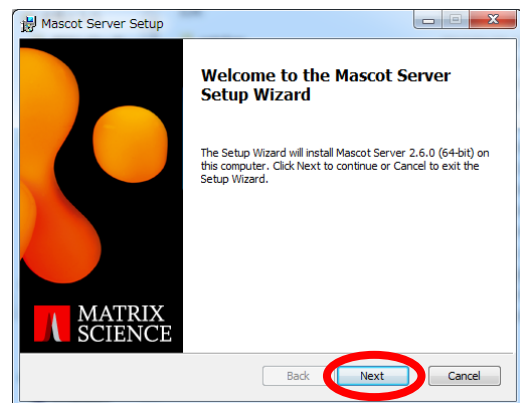 Mascot Server Setup
Welcome to the Mascot Server
Setup Wizard
The Setup Wizard will install Mascot Server 2.6.0 (64-bit) on
this computer. Click Next to continue or Cancel to exit the
Setup Wizard.
MATRIX
SCIENCE
Back
Next
Cancel